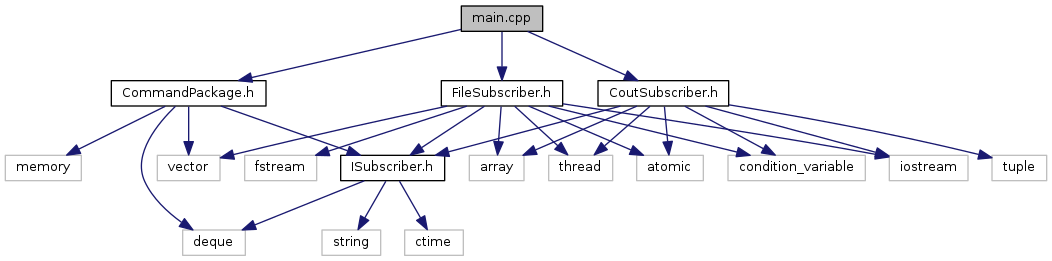 main.cpp
CommandPackage.h
FileSubscriber.h
CoutSubscriber.h
memory
vector
fstream
ISubscriber.h
array
thread
atomic
condition_variable
iostream
tuple
deque
string
ctime